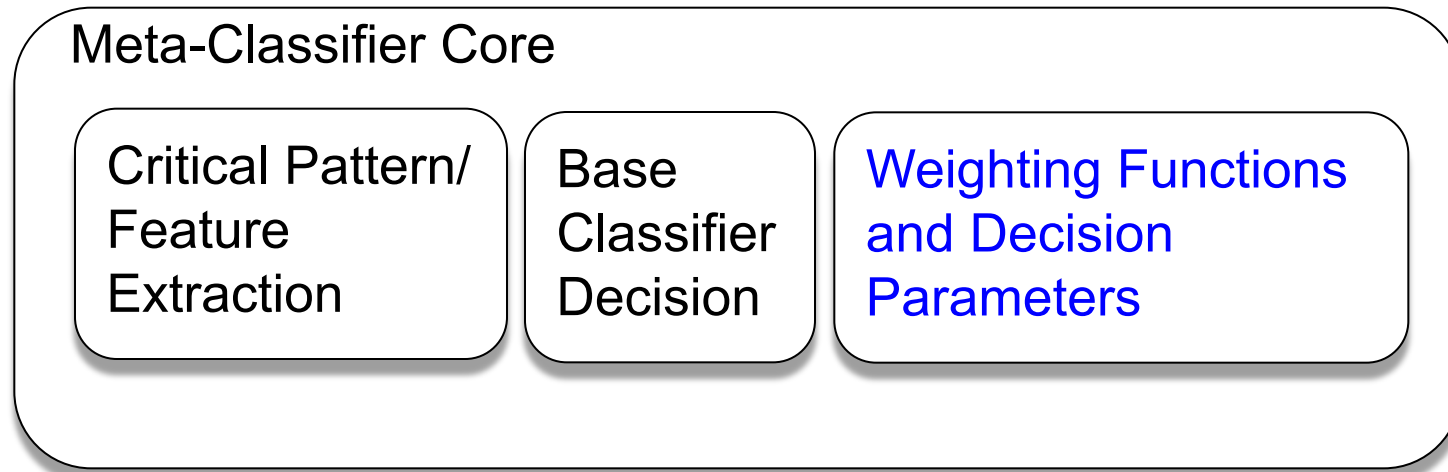 Meta-Classifier Core
Critical Pattern/
Feature
Extraction
Base
Classifier
Decision
Weighting Functions
and Decision
Parameters